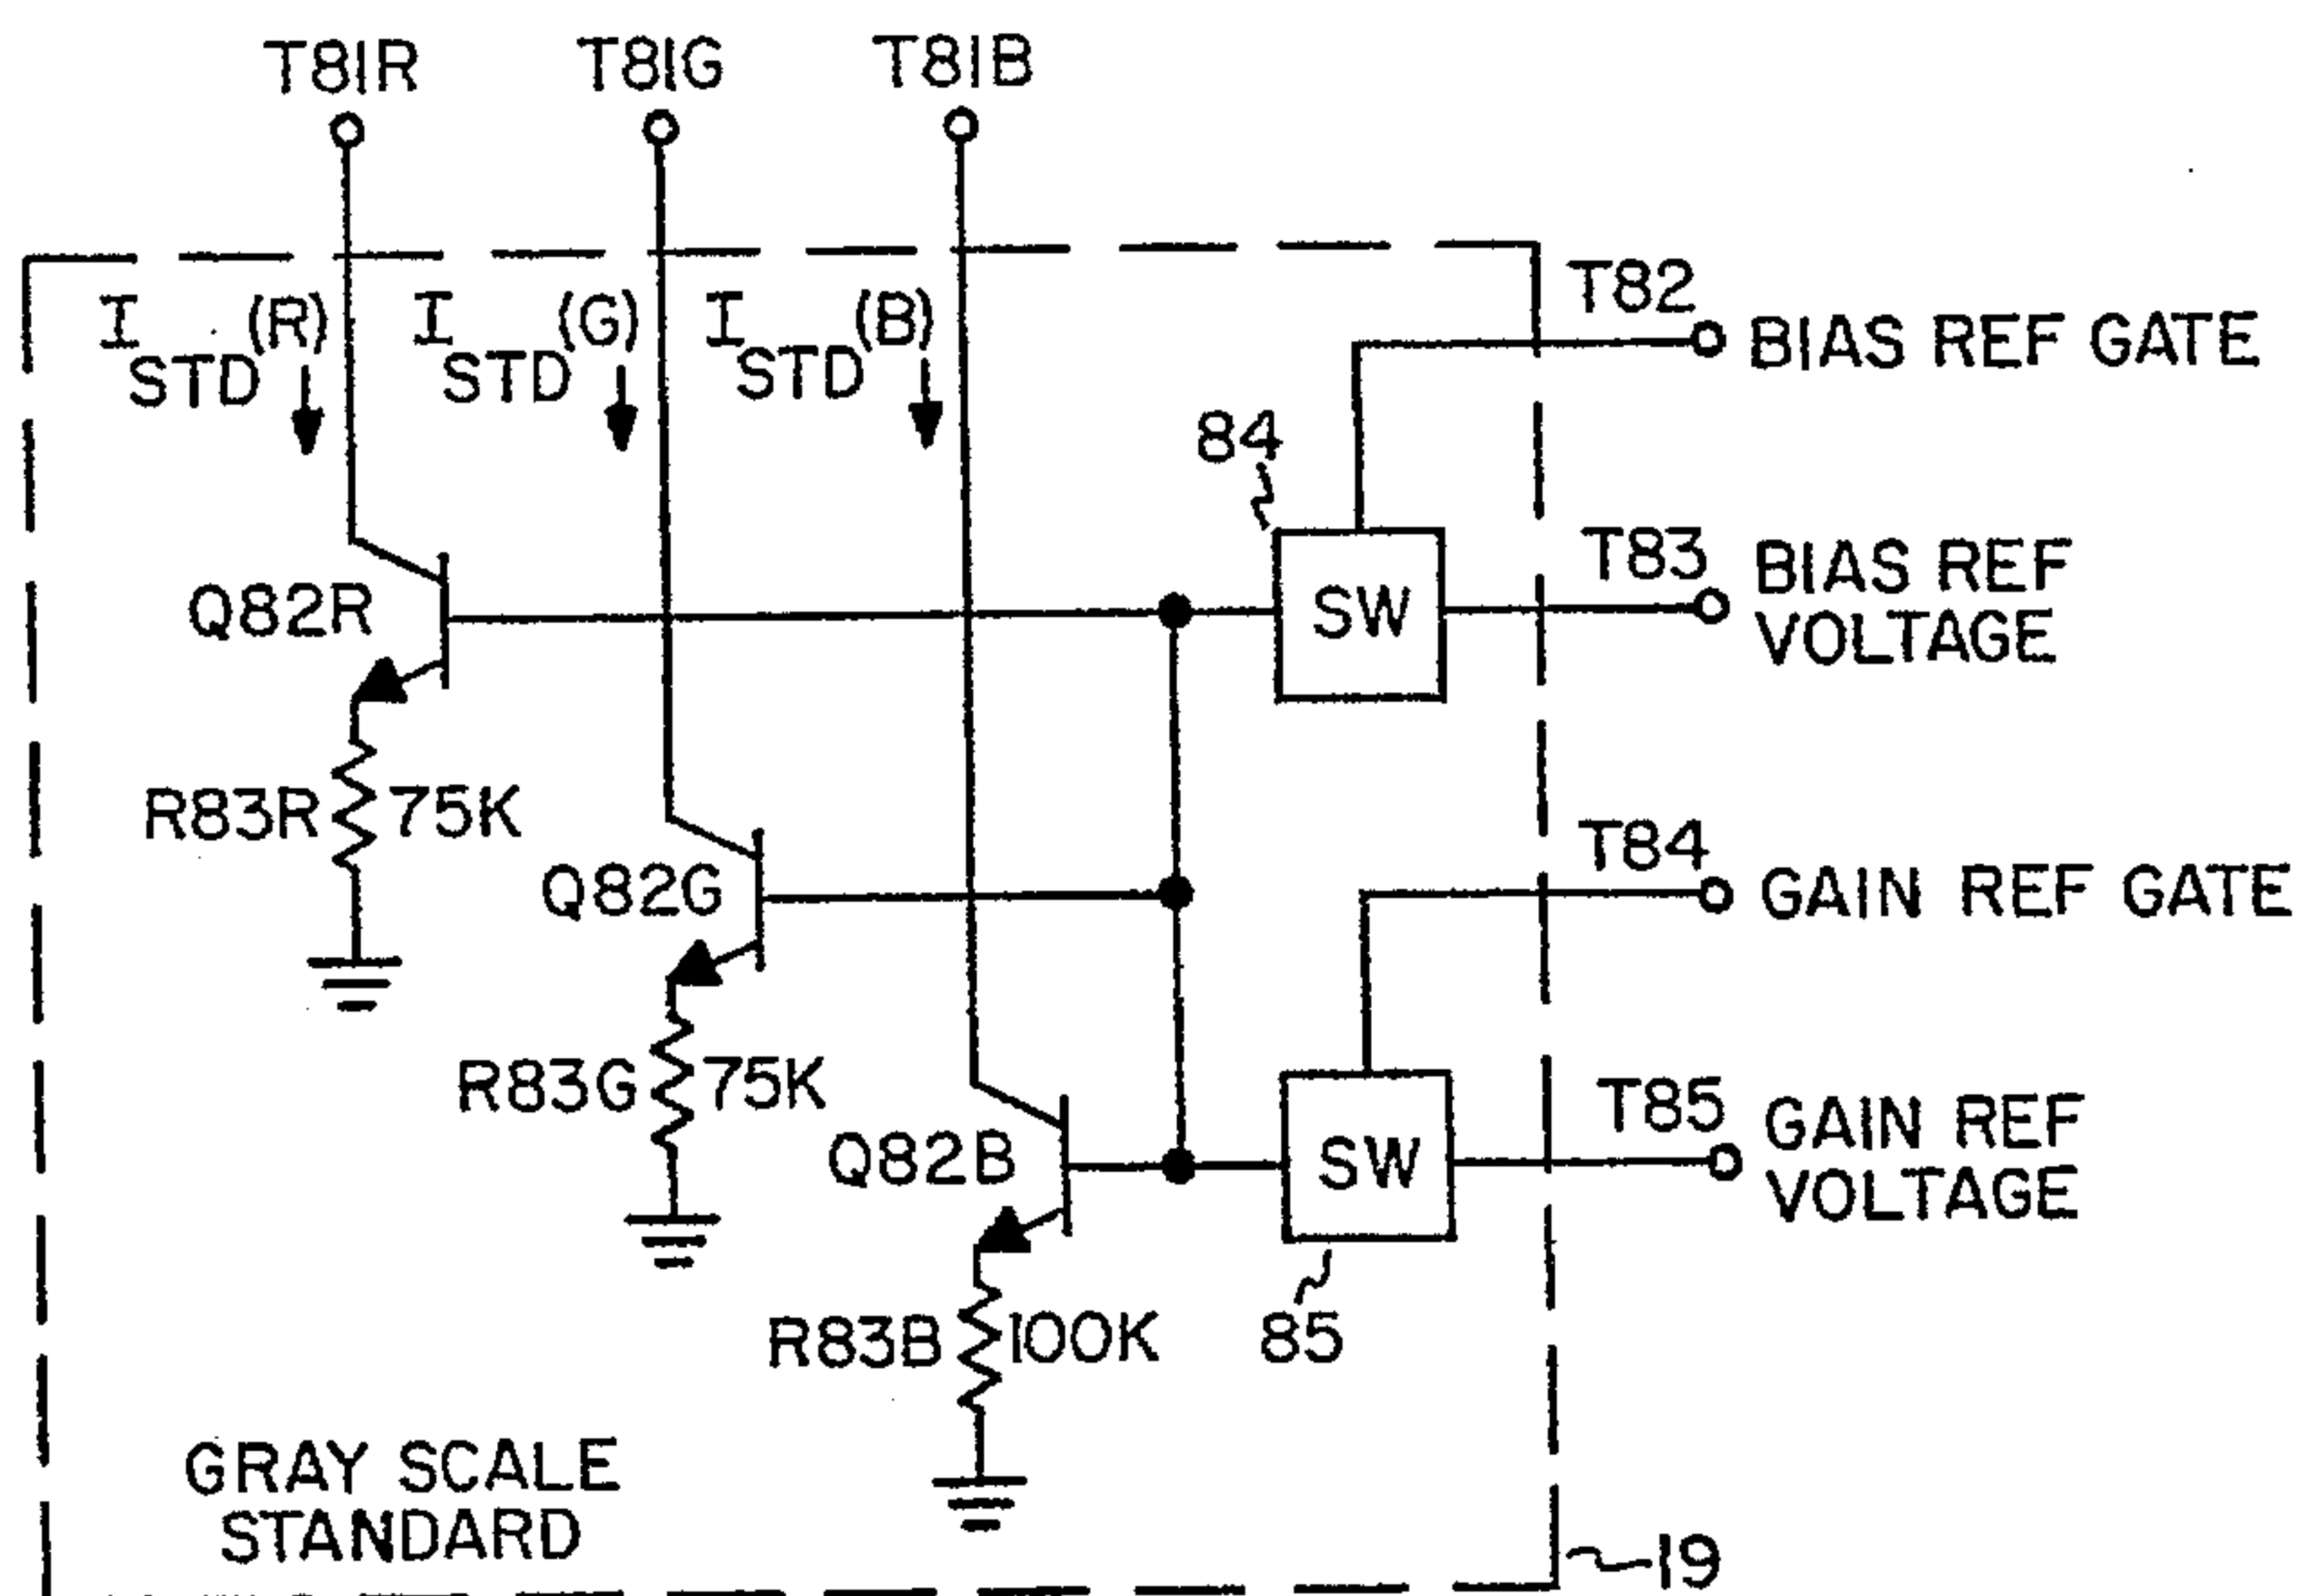 T81R T81G T81B
I STD (R) I STD (G) I STD (B)
T82
BIAS REF GATE
84
T83
BIAS REF
VOLTAGE
SW
Q82R
R83R 75K
T84
GAIN REF GATE
Q82G
R83G 75K
T85
GAIN REF
VOLTAGE
SW
Q82B
R83B 100K
85
GRAY SCALE
STANDARD
19